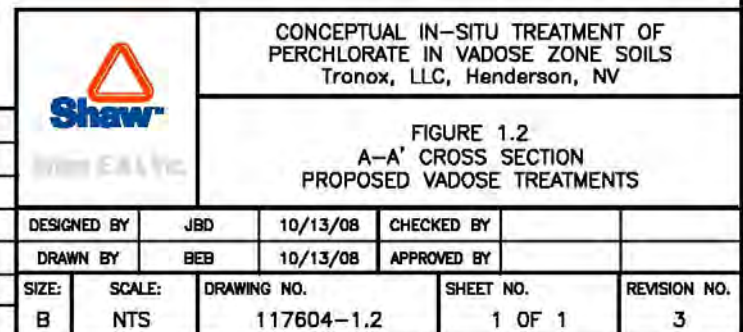 CONCEPTUAL IN-SITU TREATMENT OF
PERCHLORATE IN VADOSE ZONE SOILS
Tronox, LLC, Henderson, NV
Shaw™
FIGURE 1.2
A-A' CROSS SECTION
PROPOSED VADOSE TREATMENTS
DESIGNED BY JBD 10/13/08 CHECKED BY
DRAWN BY BEB 10/13/08 APPROVED BY
SIZE: SCALE: DRAWING NO. SHEET NO. REVISION NO.
B NTS 117604-1.2 1 OF 1 3